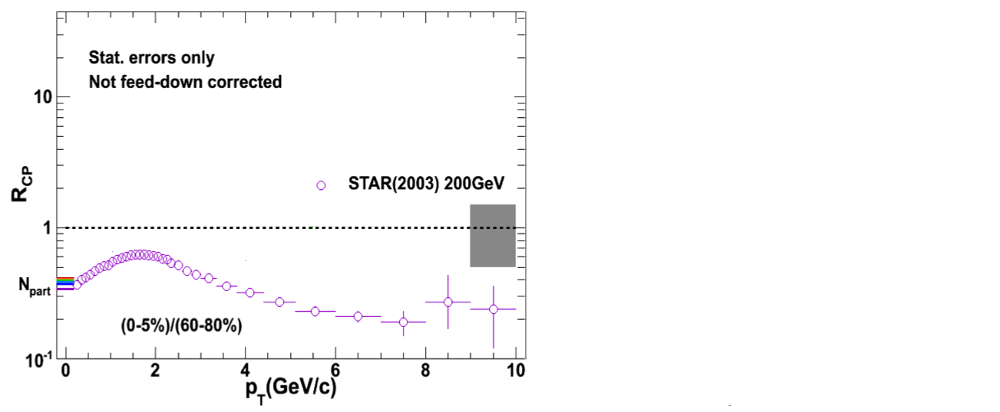 Stat. errors only
Not feed-down corrected
10
R_CP
STAR(2003) 200GeV
1
N_part
(0-5%)/(60-80%)
10^-1
0 2 4 6 8 10
p_T(GeV/c)